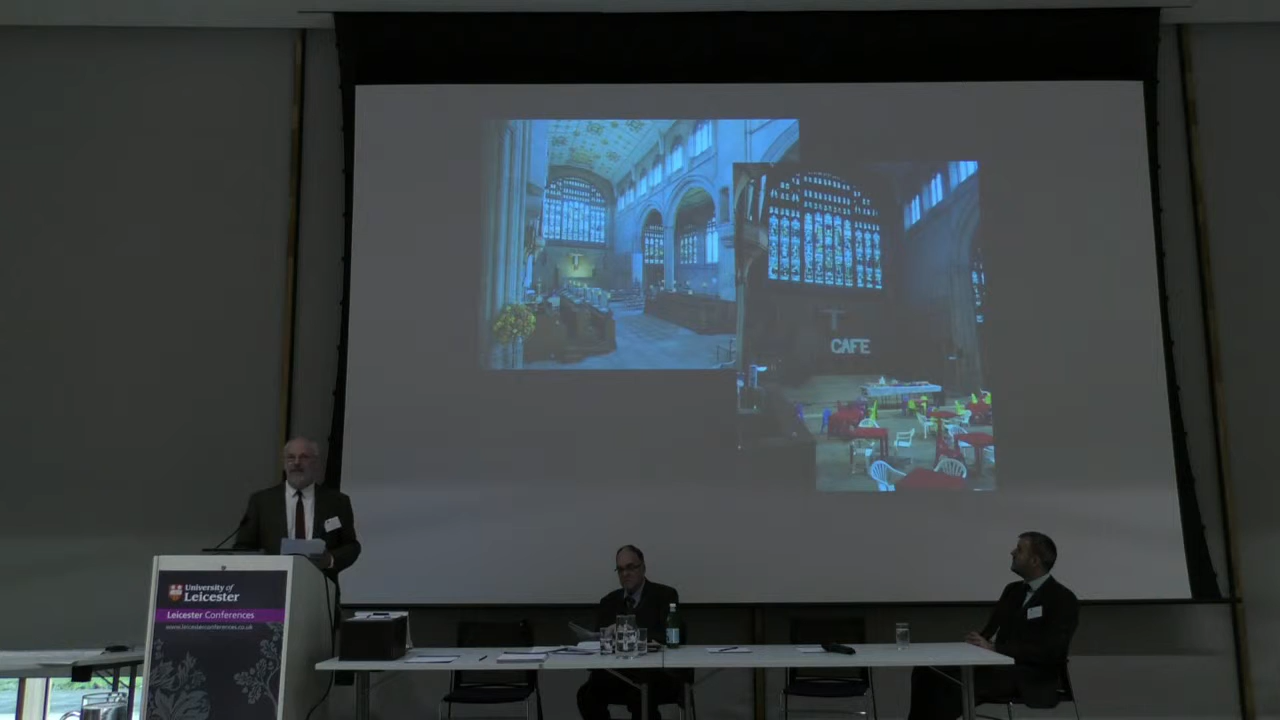 CAFE
University of
Leicester
Leicester Conferences
www.leicesterconferences.co.uk